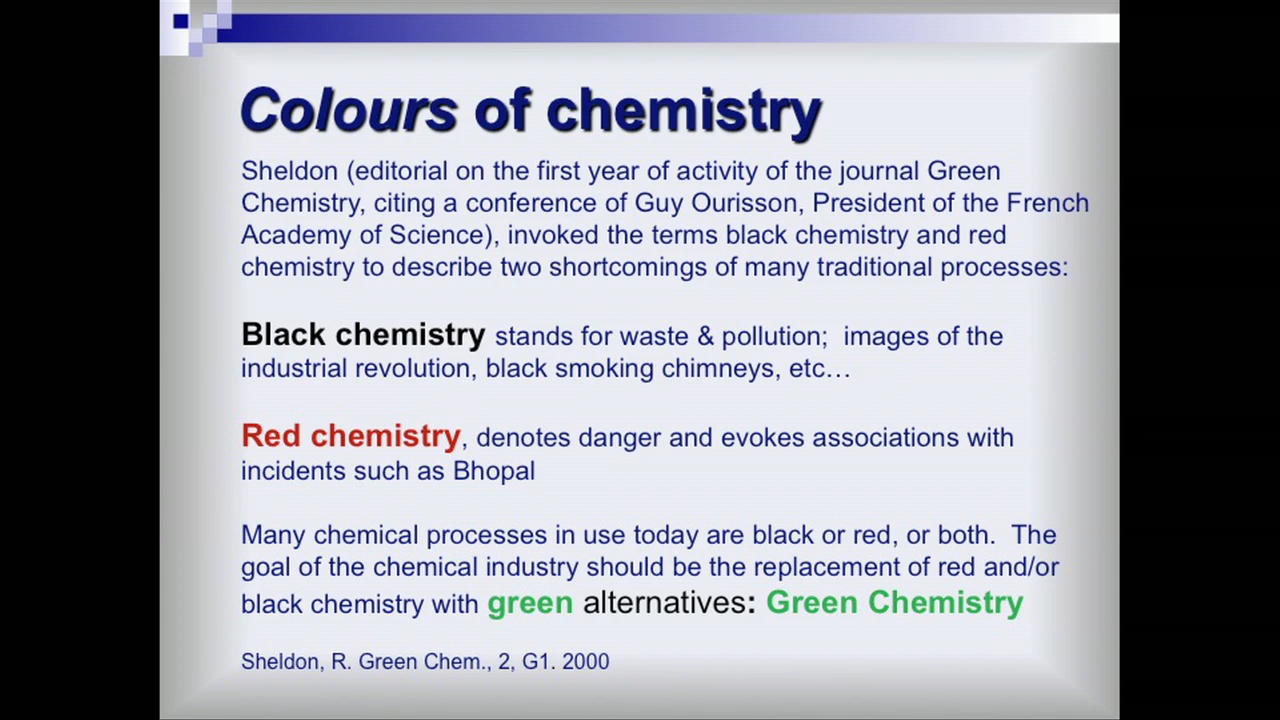 Colours of chemistry
Sheldon (editorial on the first year of activity of the journal Green
Chemistry, citing a conference of Guy Ourisson, President of the French
Academy of Science), invoked the terms black chemistry and red
chemistry to describe two shortcomings of many traditional processes:
Black chemistry stands for waste & pollution;  images of the
industrial revolution, black smoking chimneys, etc…
Red chemistry, denotes danger and evokes associations with
incidents such as Bhopal
Many chemical processes in use today are black or red, or both.  The
goal of the chemical industry should be the replacement of red and/or
black chemistry with green alternatives: Green Chemistry
Sheldon, R. Green Chem., 2, G1. 2000